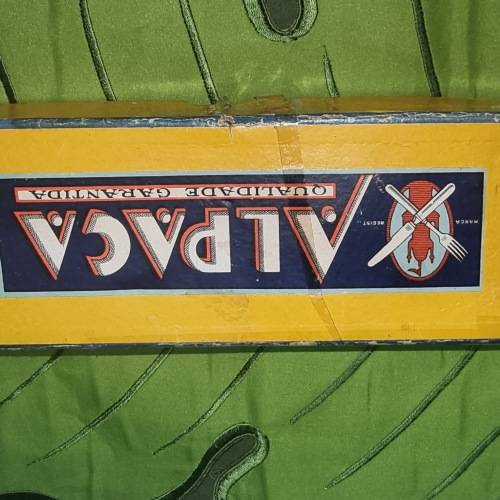 ALPACA
QUALIDADE GARANTIDA
MARCA REGIST.